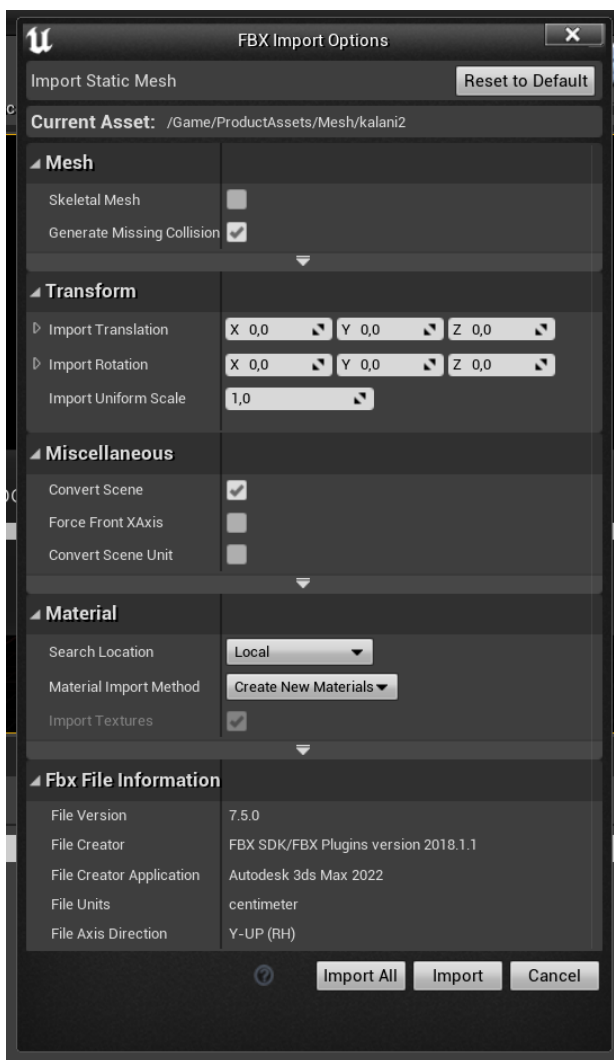 FBX Import Options
Import Static Mesh Reset to Default
Current Asset: /Game/ProductAssets/Mesh/kalani2
Mesh
Skeletal Mesh
Generate Missing Collision
Transform
Import Translation X 0,0 Y 0,0 Z 0,0
Import Rotation X 0,0 Y 0,0 Z 0,0
Import Uniform Scale 1,0
Miscellaneous
Convert Scene
Force Front XAxis
Convert Scene Unit
Material
Search Location Local
Material Import Method Create New Materials
Import Textures
Fbx File Information
File Version 7.5.0
File Creator FBX SDK/FBX Plugins version 2018.1.1
File Creator Application Autodesk 3ds Max 2022
File Units centimeter
File Axis Direction Y-UP (RH)
? Import All Import Cancel